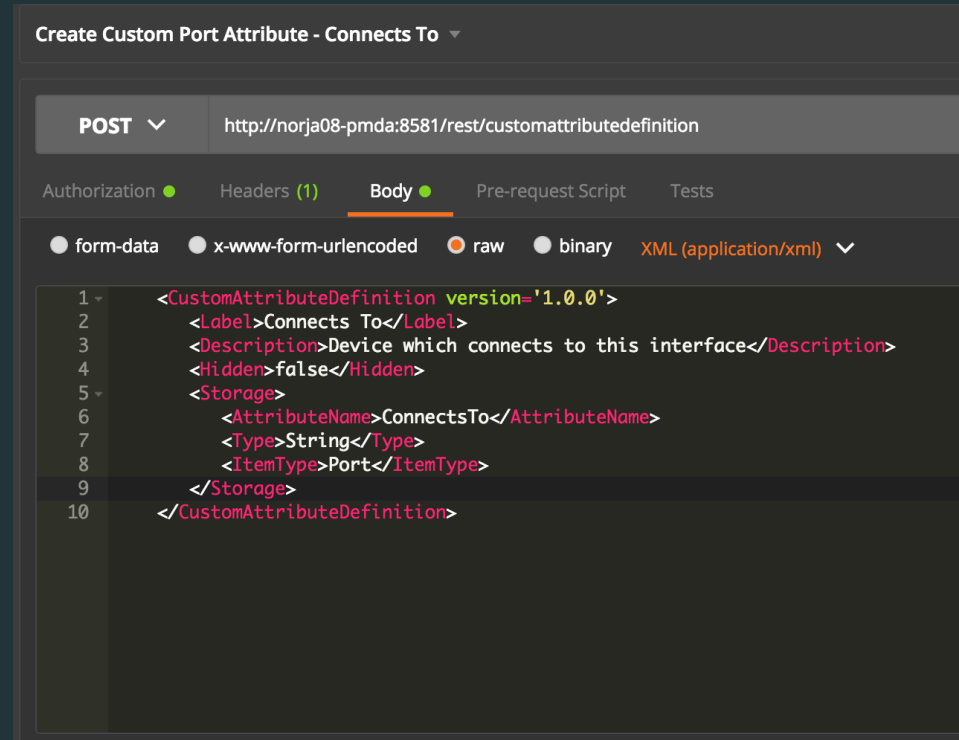 Create Custom Port Attribute - Connects To
POST http://norja08-pmda:8581/rest/customattributedefinition
Authorization Headers (1) Body Pre-request Script Tests
form-data x-www-form-urlencoded raw binary XML (application/xml)
1 <CustomAttributeDefinition version='1.0.0'>
2 <Label>Connects To</Label>
3 <Description>Device which connects to this interface</Description>
4 <Hidden>false</Hidden>
5 <Storage>
6 <AttributeName>ConnectsTo</AttributeName>
7 <Type>String</Type>
8 <ItemType>Port</ItemType>
9 </Storage>
10 </CustomAttributeDefinition>